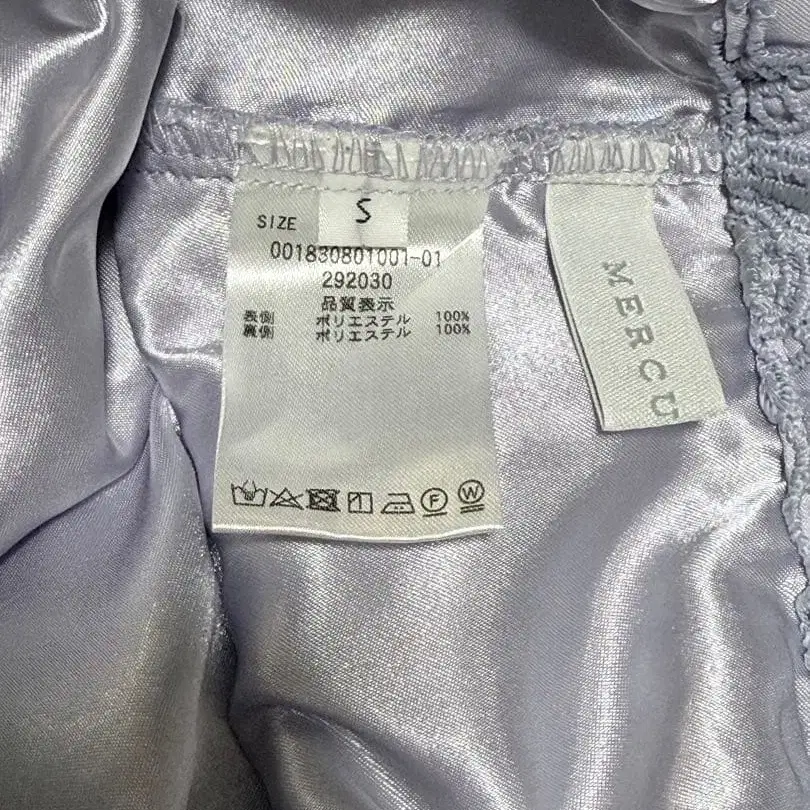 SIZE S
001830801001-01
292030
品質表示
表側 ポリエステル 100%
裏側 ポリエステル 100%
F W
MERCU